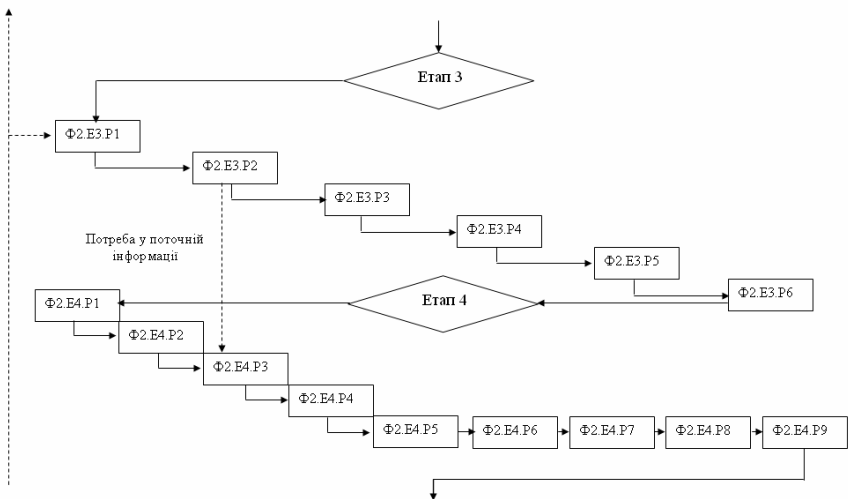 Етап 3
Ф2.Е3.Р1
Ф2.Е3.Р2
Ф2.Е3.Р3
Ф2.Е3.Р4
Потреба у поточній
інформації
Ф2.Е3.Р5
Ф2.Е3.Р6
Етап 4
Ф2.Е4.Р1
Ф2.Е4.Р2
Ф2.Е4.Р3
Ф2.Е4.Р4
Ф2.Е4.Р5
Ф2.Е4.Р6
Ф2.Е4.Р7
Ф2.Е4.Р8
Ф2.Е4.Р9